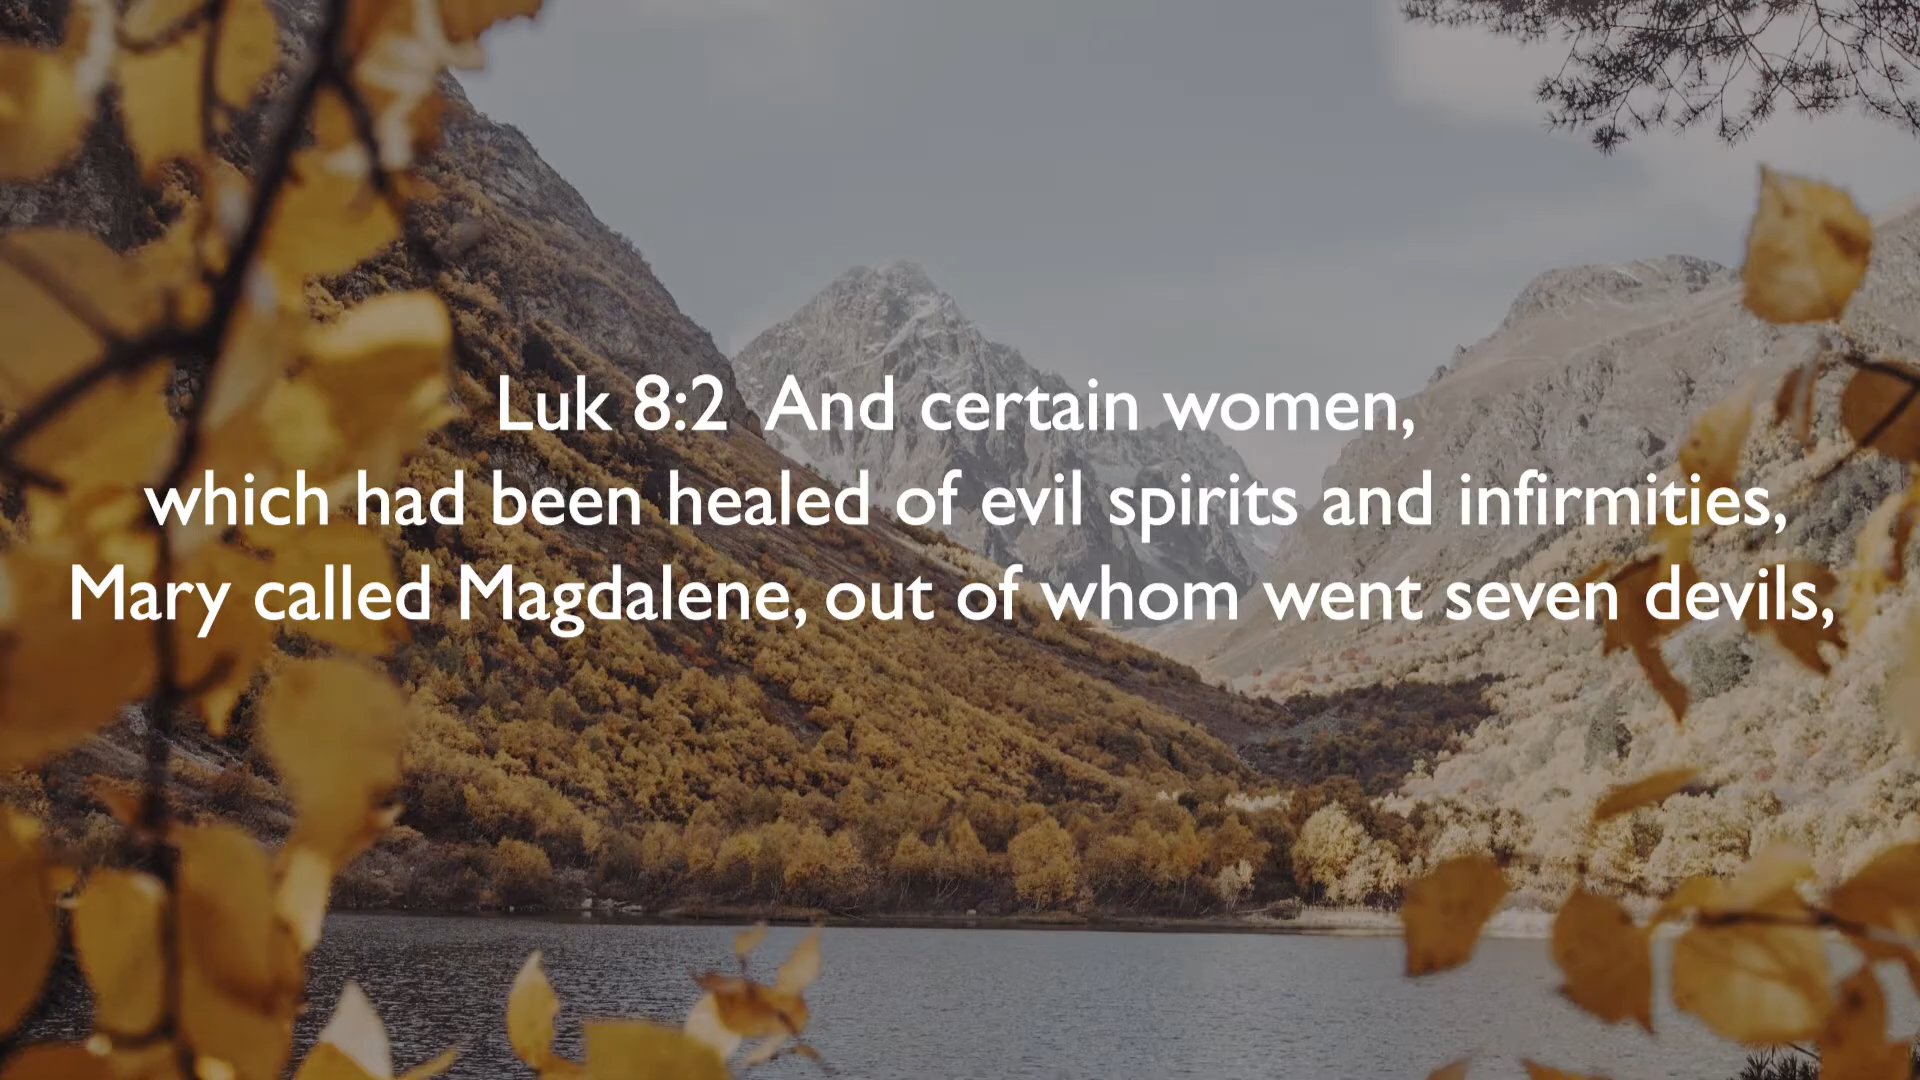 Luk 8:2 And certain women,
which had been healed of evil spirits and infirmities,
Mary called Magdalene, out of whom went seven devils,